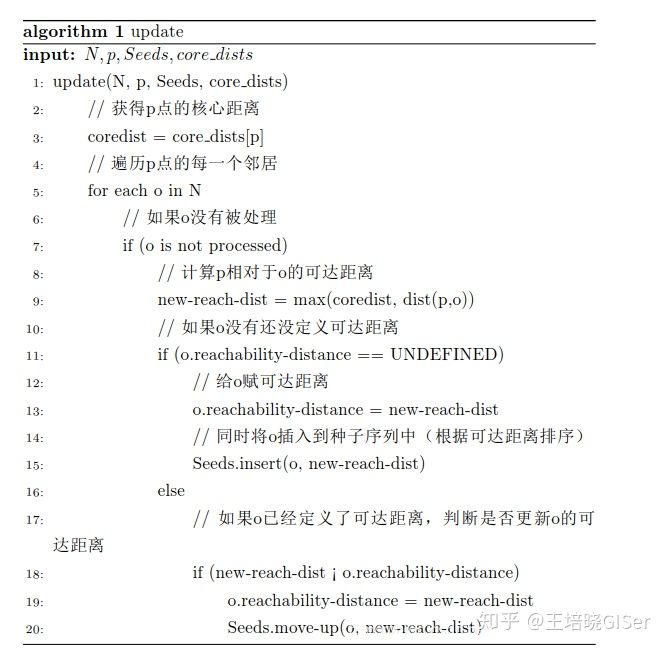 algorithm 1 update
input: N, p, Seeds, core_dists
1: update(N, p, Seeds, core_dists)
2: // 获得p点的核心距离
3: coredist = core_dists[p]
4: // 遍历p点的每一个邻居
5: for each o in N
6: // 如果o没有被处理
7: if (o is not processed)
8: // 计算p相对于o的可达距离
9: new-reach-dist = max(coredist, dist(p,o))
10: // 如果o没有还没定义可达距离
11: if (o.reachability-distance == UNDEFINED)
12: // 给o赋可达距离
13: o.reachability-distance = new-reach-dist
14: // 同时将o插入到种子序列中（根据可达距离排序）
15: Seeds.insert(o, new-reach-dist)
16: else
17: // 如果o已经定义了可达距离，判断是否更新o的可
达距离
18: if (new-reach-dist ¡ o.reachability-distance)
19: o.reachability-distance = new-reach-dist
20: Seeds.move-up(o, new-reach-dist)
知乎 @王培晓GISer